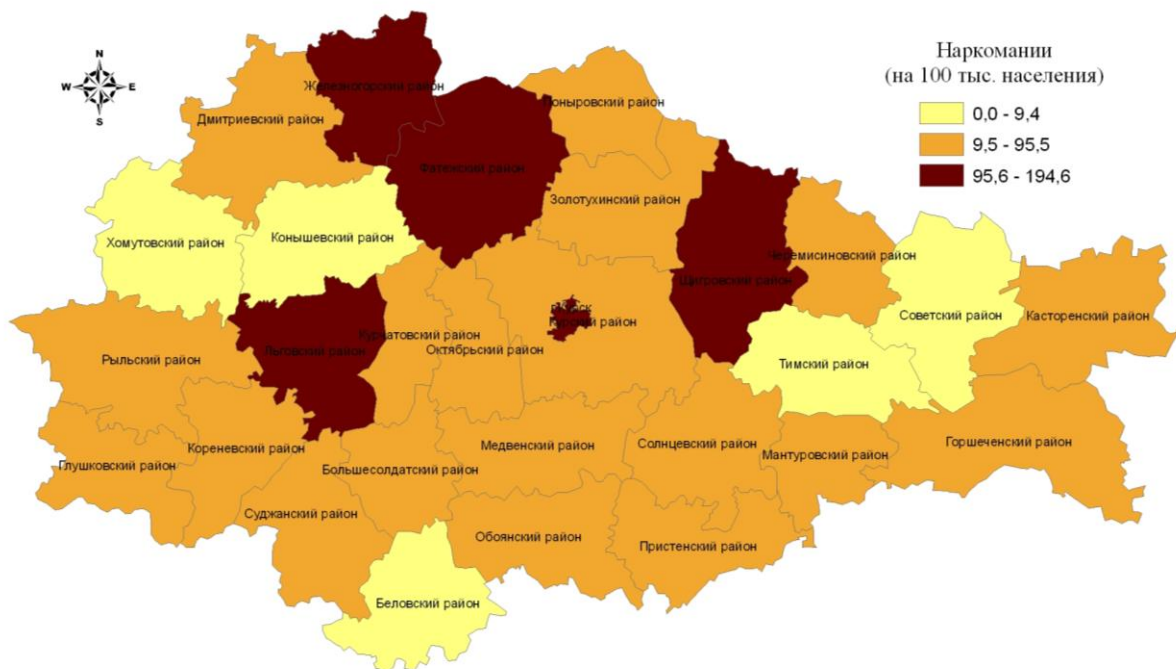 N
W E
S
Наркомании
(на 100 тыс. населения)
0,0 - 9,4
9,5 - 95,5
95,6 - 194,6
Железногорский район
Поныровский район
Дмитриевский район
Фатежский район
Золотухинский район
Хомутовский район
Конышевский район
Черемисиновский район
Щигровский район
Советский район
Касторенский район
Курский район
Курчатовский район
Октябрьский район
Льговский район
Рыльский район
Тимский район
Медвенский район
Солнцевский район
Горшеченский район
Кореневский район
Мантуровский район
Глушковский район
Большесолдатский район
Суджанский район
Обоянский район
Пристенский район
Беловский район